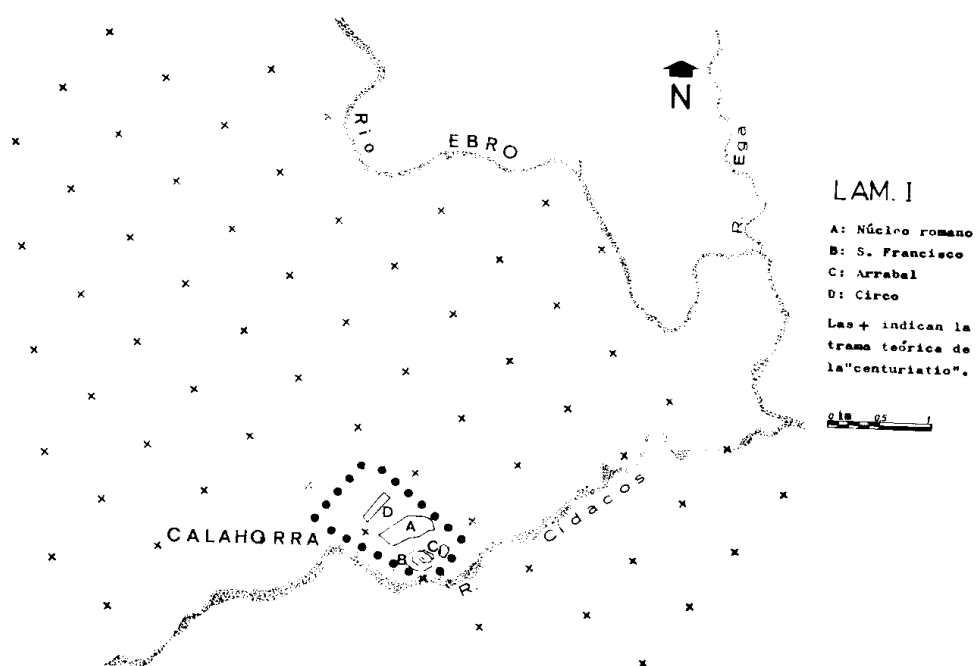 N
Río
EBRO
R. Ega
LAM. I
A: Núcleo romano
B: S. Francisco
C: Arrabal
D: Circo
Las + indican la
trama teórica de
la "centuriatio".
0 km 0,5 1
CALAHORRA
D
A
B
C
R. Cidacos